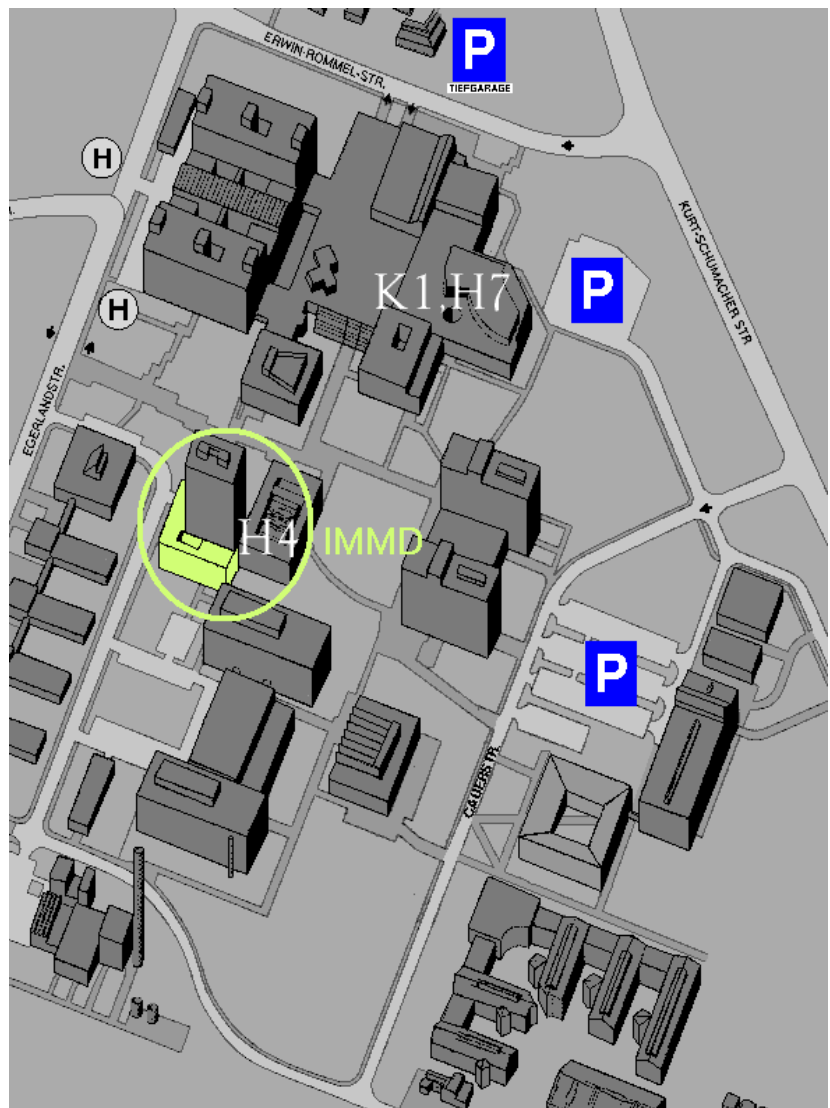 P
TIEFGARAGE
ERWIN-ROMMEL-STR.
H
KURT-SCHUMACHER STR
P
K1,H7
H
EGERLANDSTR.
H4
IMMD
P
CAUERSTR.